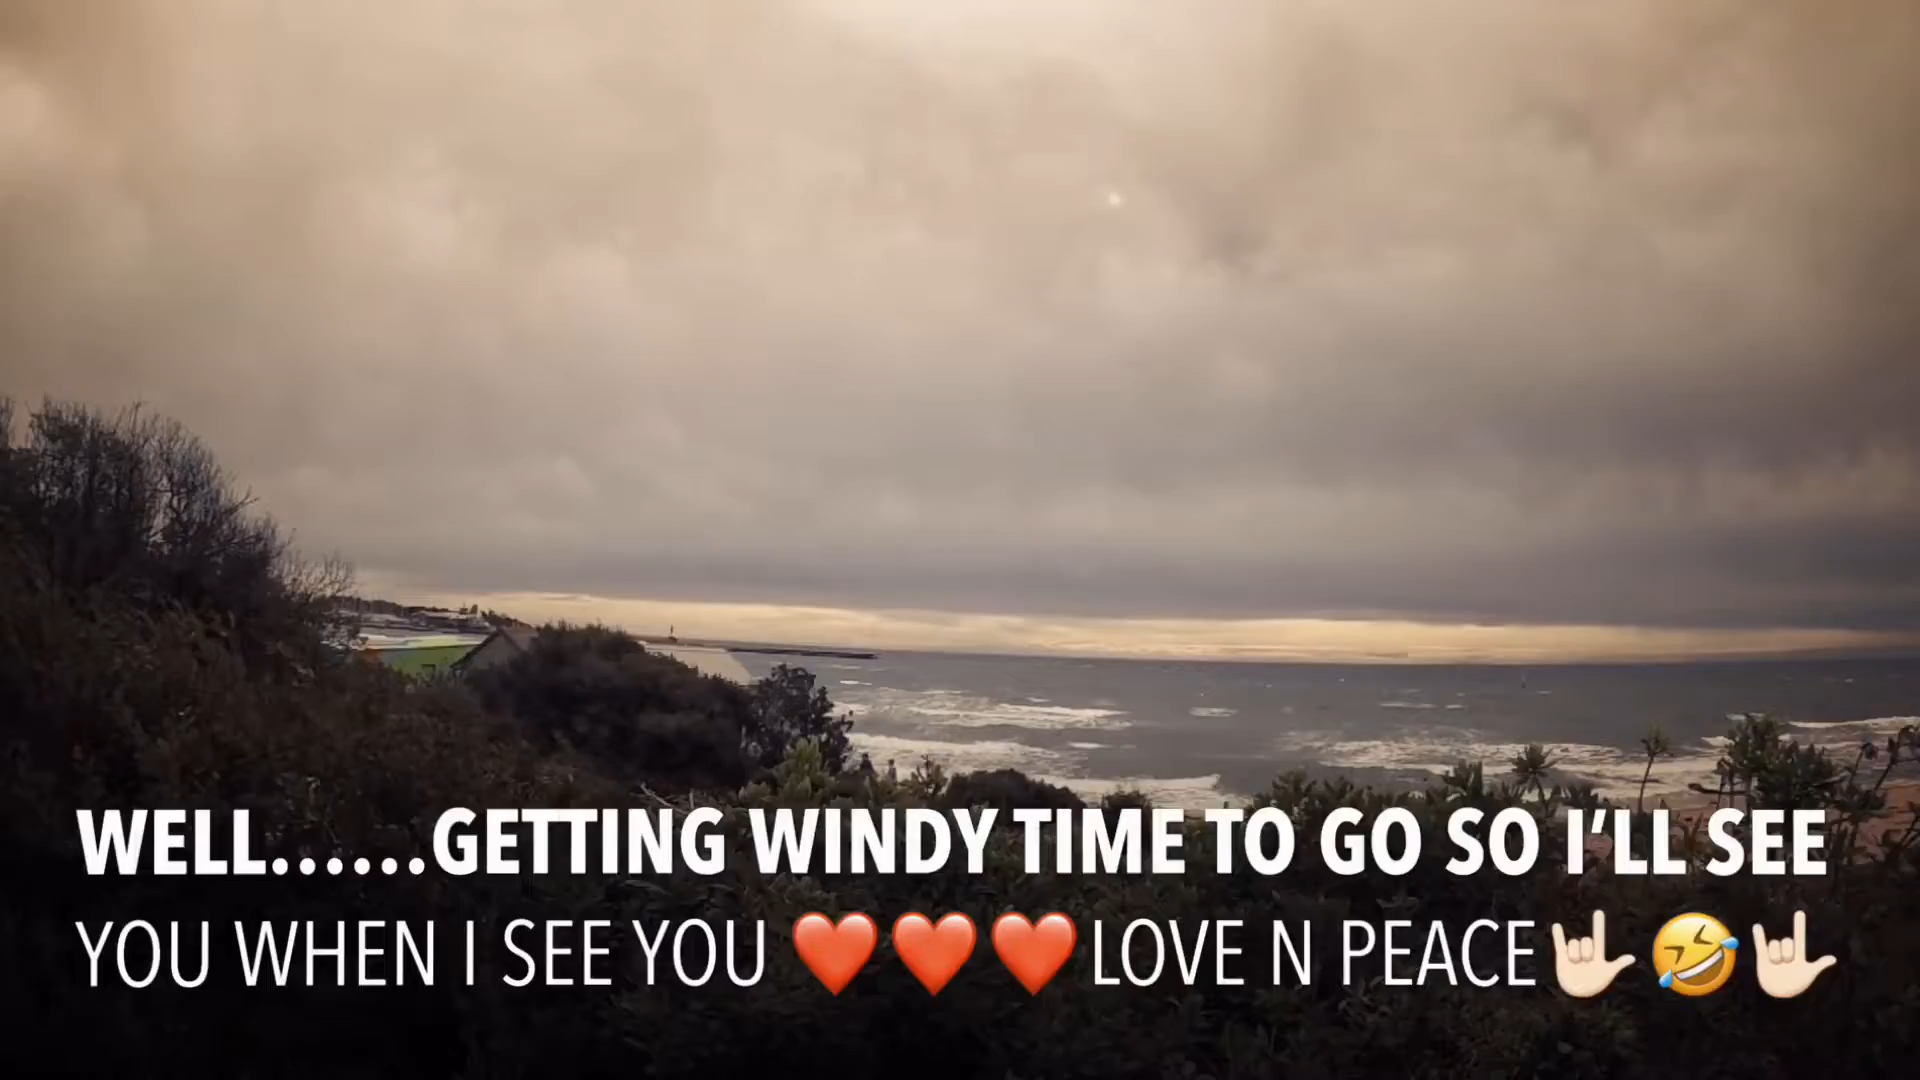 WELL......GETTING WINDY TIME TO GO SO I’LL SEE
YOU WHEN I SEE YOU ❤️❤️❤️ LOVE N PEACE🤟🏻🤣🤟🏻